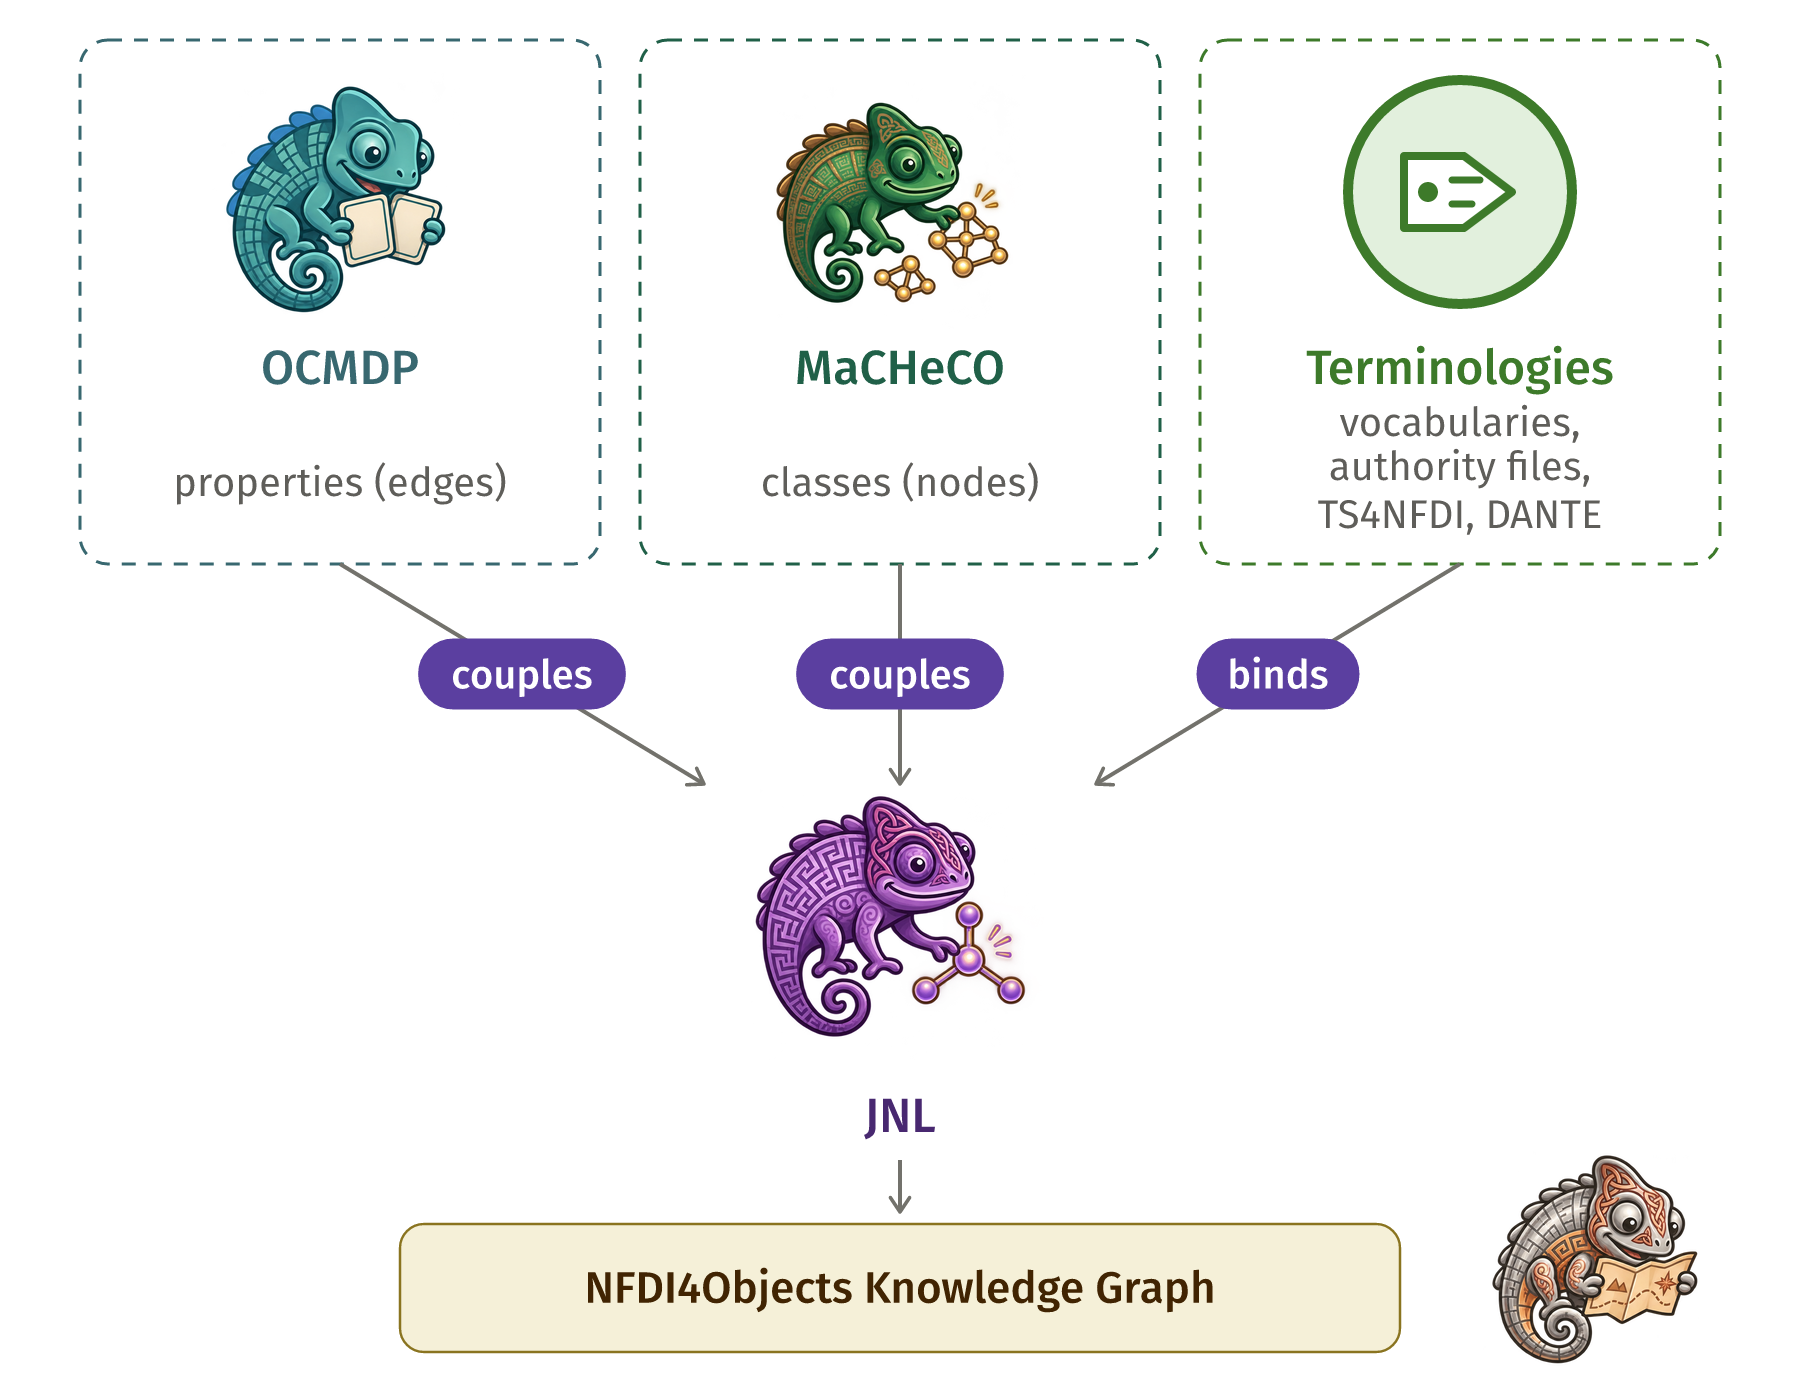 OCMDP
properties (edges)
MaCHeCO
classes (nodes)
Terminologies
vocabularies,
authority files,
TS4NFDI, DANTE
couples
couples
binds
JNL
NFDI4Objects Knowledge Graph